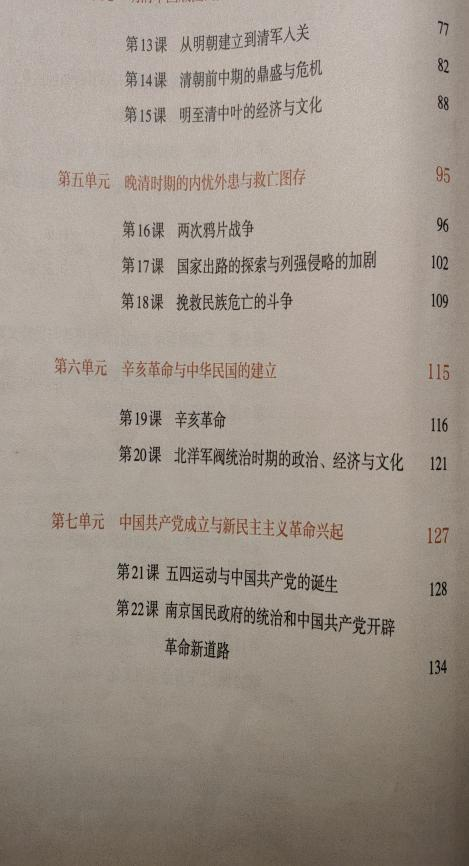 第13课 从明朝建立到清军入关 77
第14课 清朝前中期的鼎盛与危机 82
第15课 明至清中叶的经济与文化 88
第五单元 晚清时期的内忧外患与救亡图存 95
第16课 两次鸦片战争 96
第17课 国家出路的探索与列强侵略的加剧 102
第18课 挽救民族危亡的斗争 109
第六单元 辛亥革命与中华民国的建立 115
第19课 辛亥革命 116
第20课 北洋军阀统治时期的政治、经济与文化 121
第七单元 中国共产党成立与新民主主义革命兴起 127
第21课 五四运动与中国共产党的诞生 128
第22课 南京国民政府的统治和中国共产党开辟
革命新道路 134